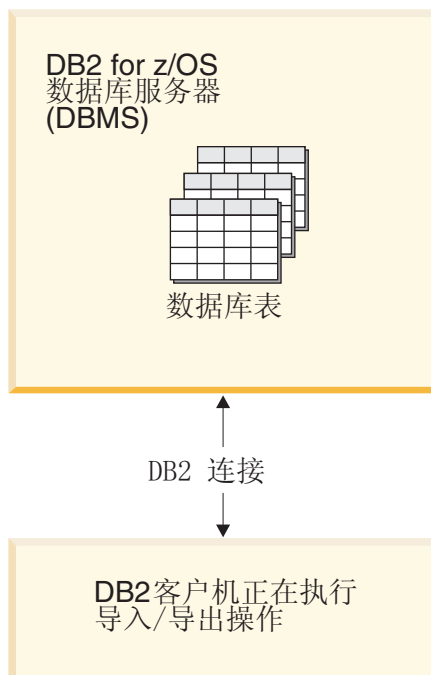 DB2 for z/OS
数据库服务器
(DBMS)
数据库表
DB2 连接
DB2客户机正在执行
导入/导出操作